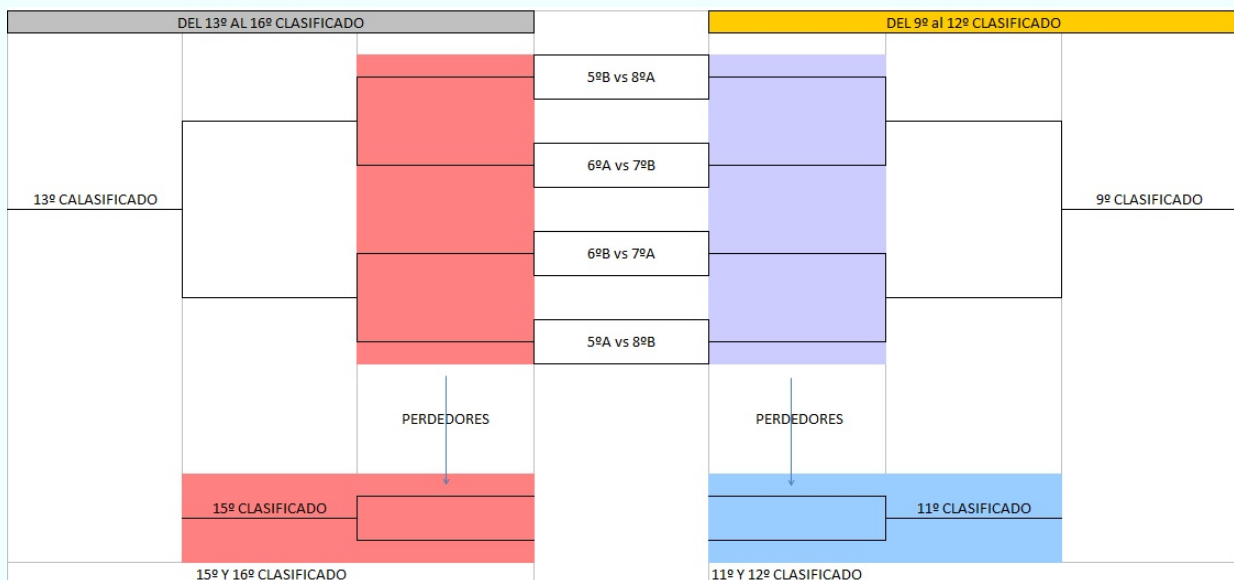 DEL 13º AL 16º CLASIFICADO
DEL 9º al 12º CLASIFICADO
5ºB vs 8ºA
6ºA vs 7ºB
13º CALASIFICADO
9º CLASIFICADO
6ºB vs 7ºA
5ºA vs 8ºB
PERDEDORES
PERDEDORES
15º CLASIFICADO
11º CLASIFICADO
15º Y 16º CLASIFICADO
11º Y 12º CLASIFICADO